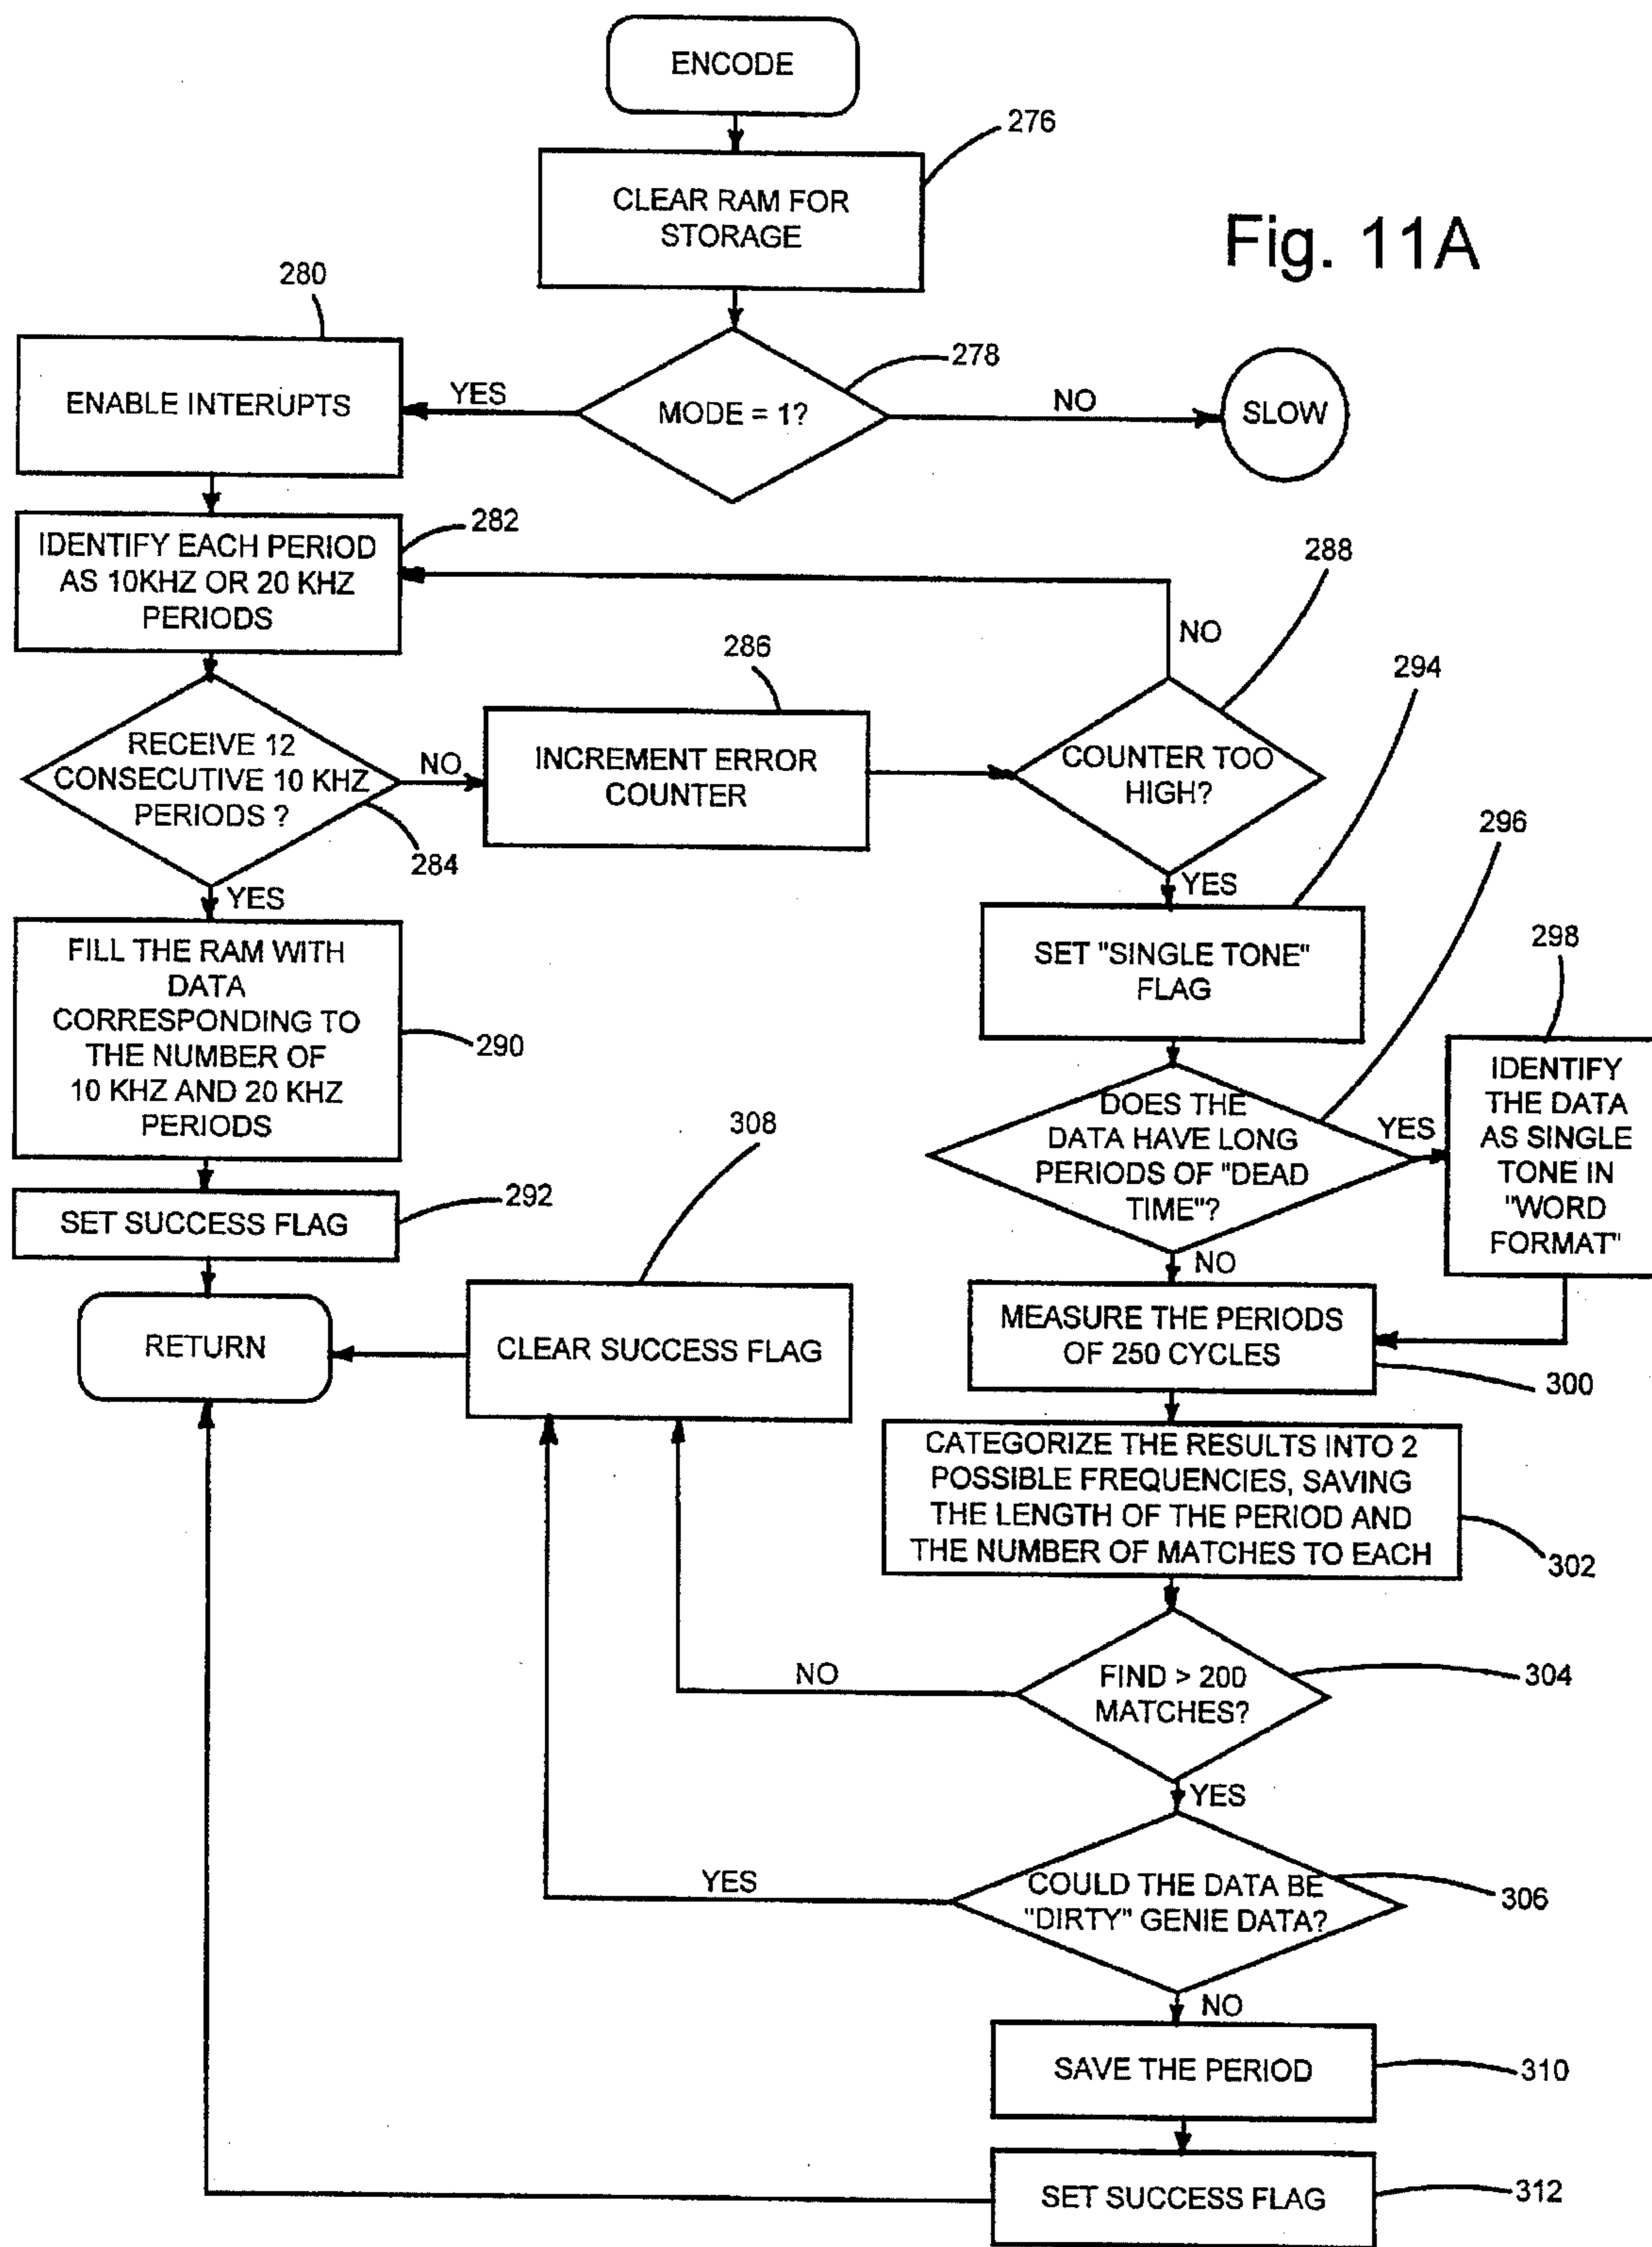 ENCODE
276
CLEAR RAM FOR
STORAGE
Fig. 11A
280
278
ENABLE INTERUPTS
YES
MODE = 1?
NO
SLOW
282
IDENTIFY EACH PERIOD
AS 10KHZ OR 20 KHZ
PERIODS
288
NO
286
294
RECEIVE 12
CONSECUTIVE 10 KHZ
PERIODS ?
NO
INCREMENT ERROR
COUNTER
COUNTER TOO
HIGH?
284
YES
YES
296
FILL THE RAM WITH
DATA
CORRESPONDING TO
THE NUMBER OF
10 KHZ AND 20 KHZ
PERIODS
290
SET "SINGLE TONE"
FLAG
298
IDENTIFY
THE DATA
AS SINGLE
TONE IN
"WORD
FORMAT"
308
DOES THE
DATA HAVE LONG
PERIODS OF "DEAD
TIME"?
YES
292
SET SUCCESS FLAG
NO
RETURN
CLEAR SUCCESS FLAG
MEASURE THE PERIODS
OF 250 CYCLES
300
CATEGORIZE THE RESULTS INTO 2
POSSIBLE FREQUENCIES, SAVING
THE LENGTH OF THE PERIOD AND
THE NUMBER OF MATCHES TO EACH
302
NO
FIND > 200
MATCHES?
304
YES
YES
COULD THE DATA BE
"DIRTY" GENIE DATA?
306
NO
SAVE THE PERIOD
310
SET SUCCESS FLAG
312